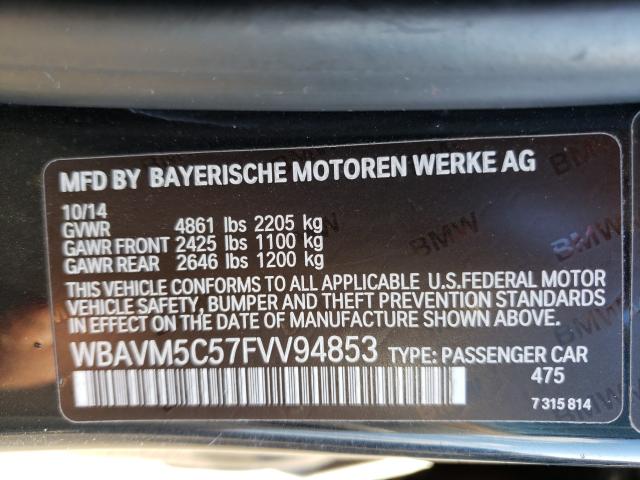 MFD BY BAYERISCHE MOTOREN WERKE AG
10/14
GVWR 4861 lbs 2205 kg
GAWR FRONT 2425 lbs 1100 kg
GAWR REAR 2646 lbs 1200 kg
THIS VEHICLE CONFORMS TO ALL APPLICABLE U.S.FEDERAL MOTOR
VEHICLE SAFETY, BUMPER AND THEFT PREVENTION STANDARDS
IN EFFECT ON THE DATE OF MANUFACTURE SHOWN ABOVE.
WBAVM5C57FVV94853 TYPE: PASSENGER CAR
475
7 315 814